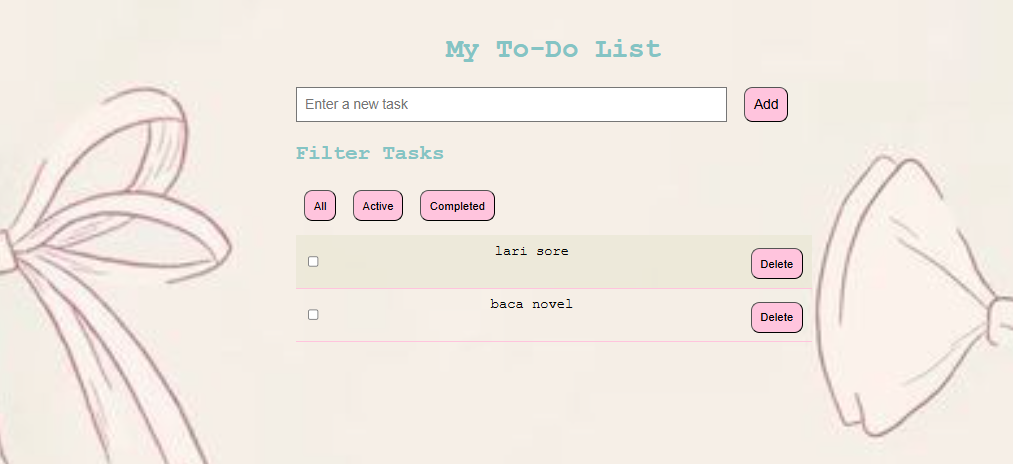 My To-Do List
Enter a new task
Add
Filter Tasks
All
Active
Completed
lari sore
Delete
baca novel
Delete